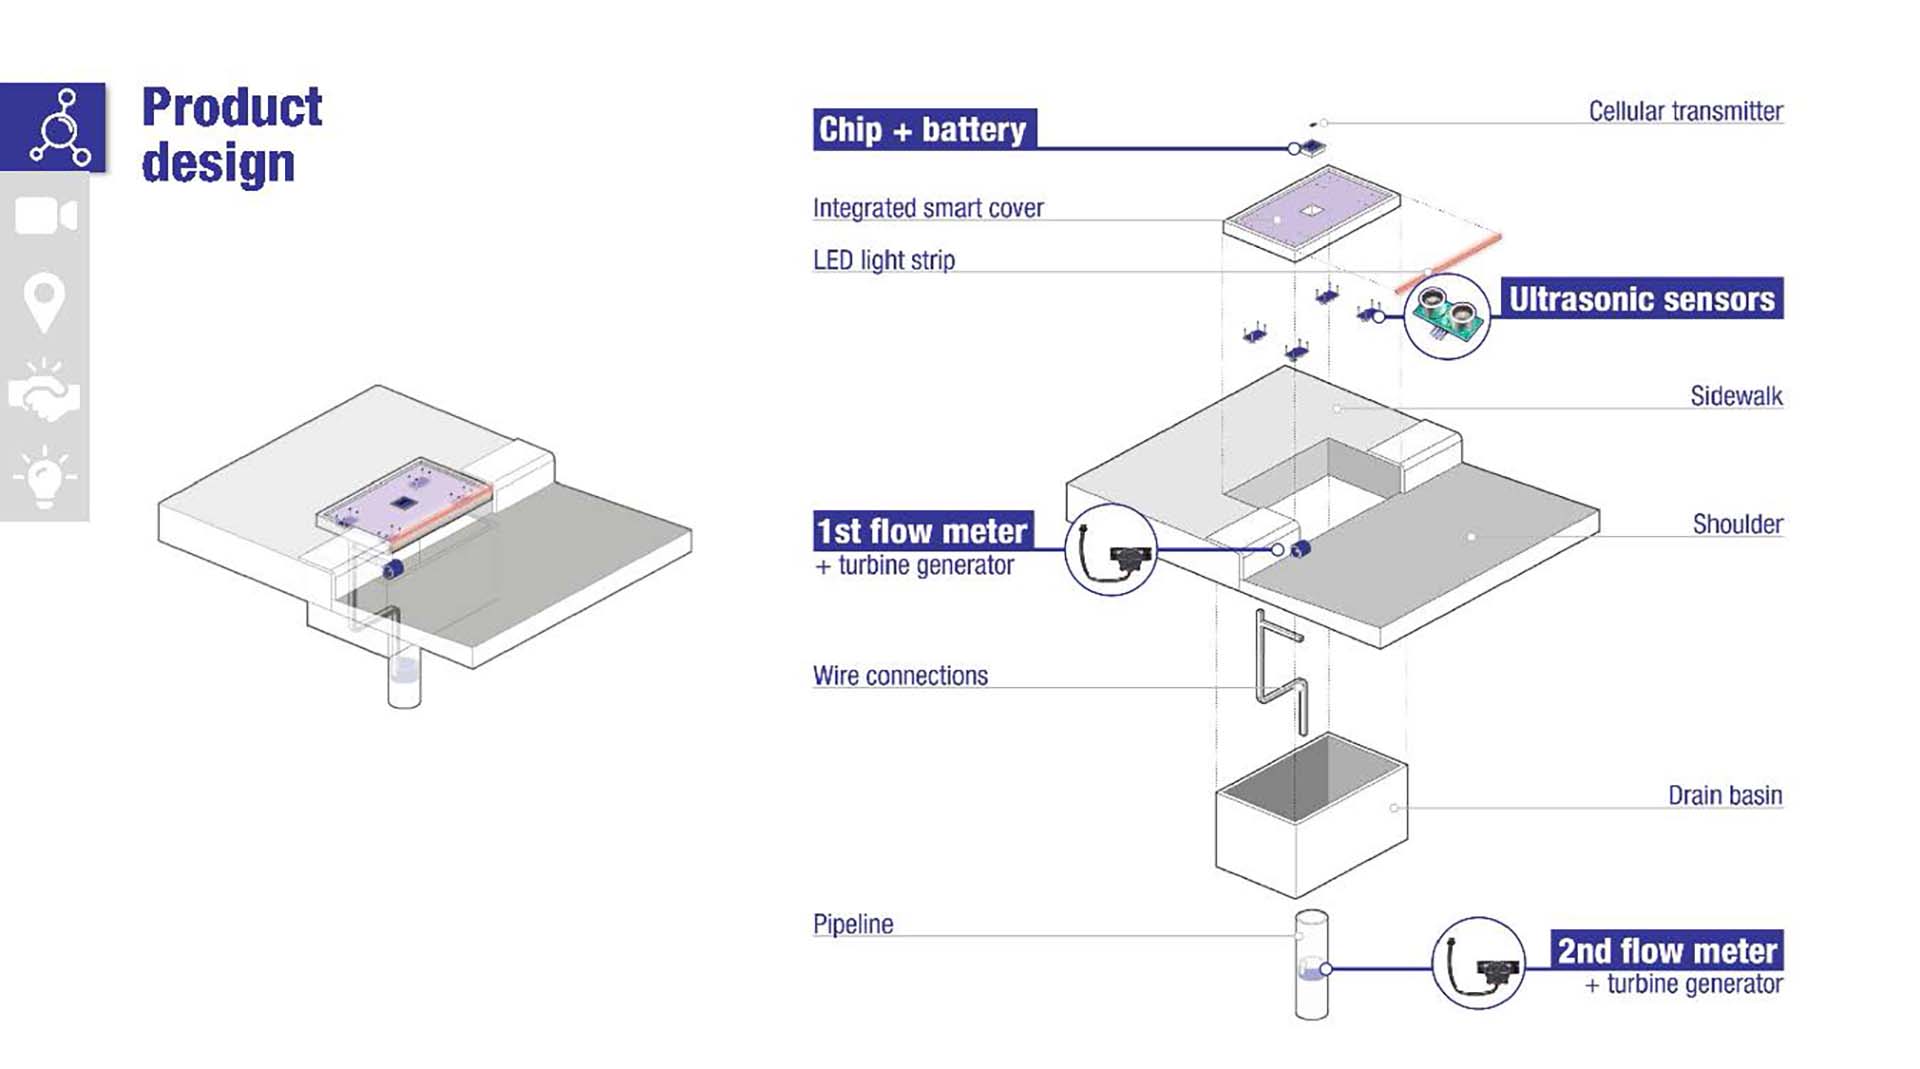 Product
design
Cellular transmitter
Chip + battery
Integrated smart cover
LED light strip
Ultrasonic sensors
Sidewalk
1st flow meter
+ turbine generator
Shoulder
Wire connections
Drain basin
Pipeline
2nd flow meter
+ turbine generator